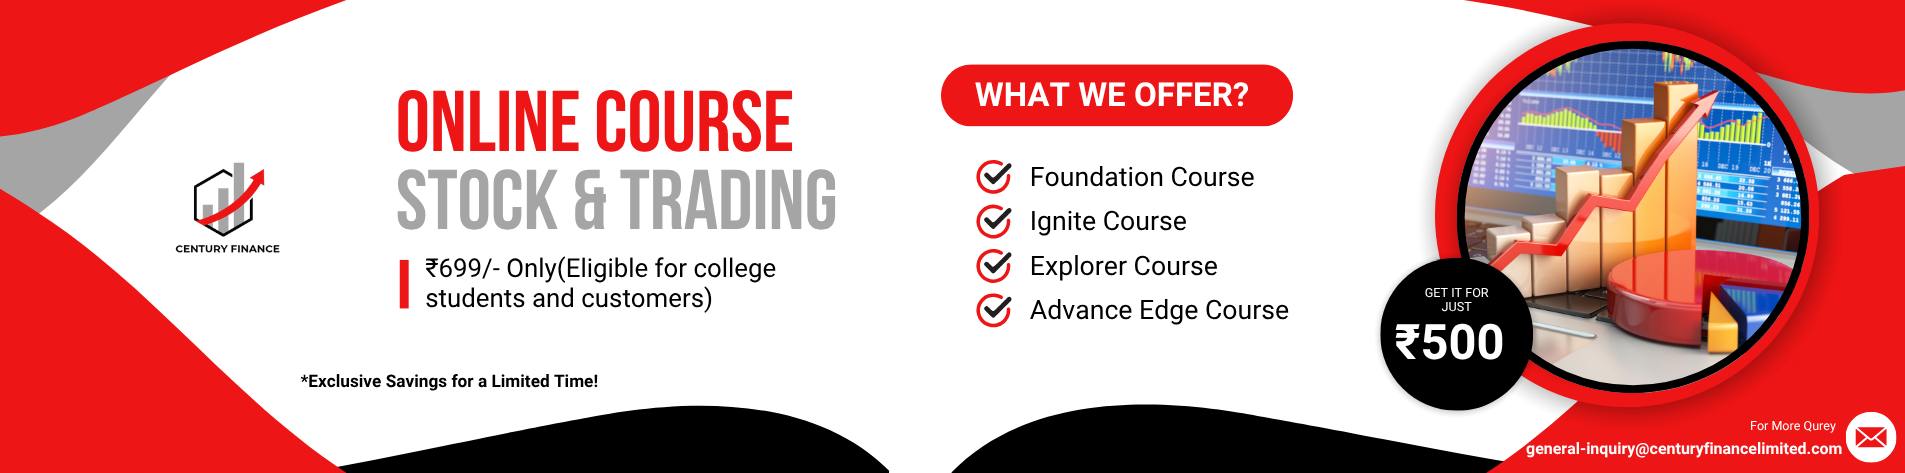 CENTURY FINANCE
ONLINE COURSE
STOCK & TRADING
₹699/- Only(Eligible for college
students and customers)
*Exclusive Savings for a Limited Time!
WHAT WE OFFER?
Foundation Course
Ignite Course
Explorer Course
Advance Edge Course
GET IT FOR
JUST
₹500
For More Qurey
general-inquiry@centuryfinancelimited.com